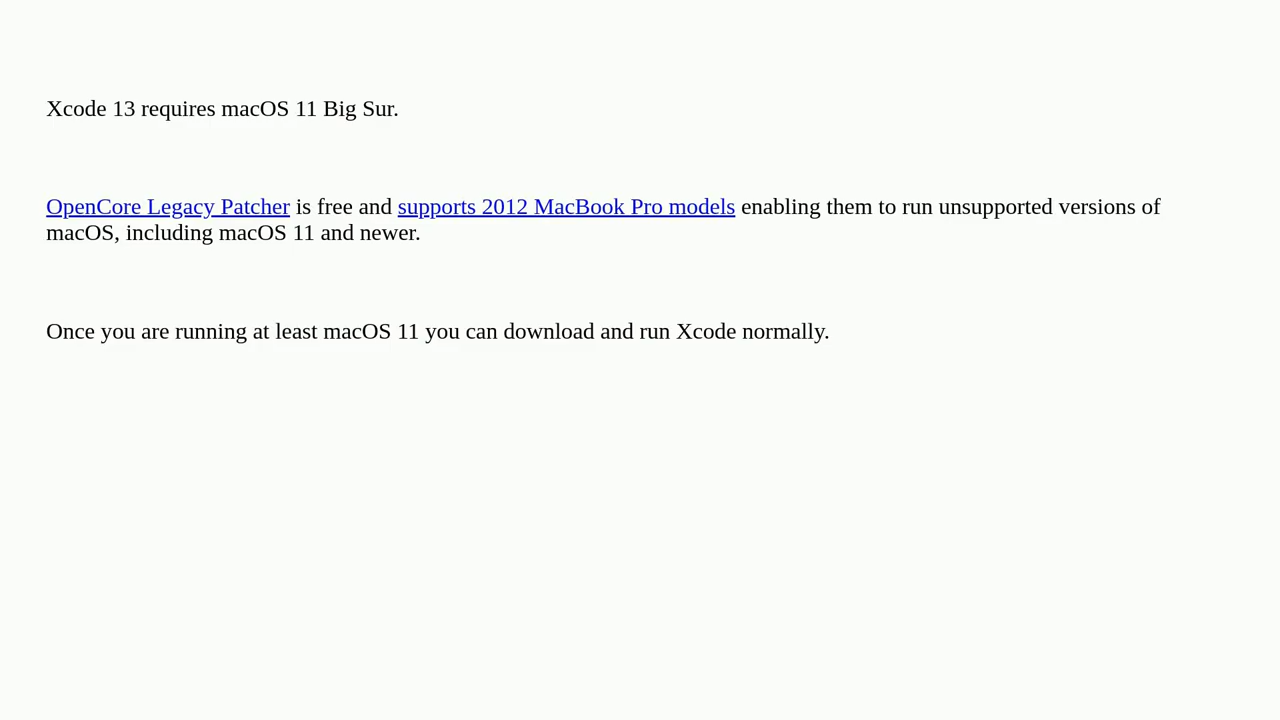 Xcode 13 requires macOS 11 Big Sur.
OpenCore Legacy Patcher is free and supports 2012 MacBook Pro models enabling them to run unsupported versions of
macOS, including macOS 11 and newer.
Once you are running at least macOS 11 you can download and run Xcode normally.